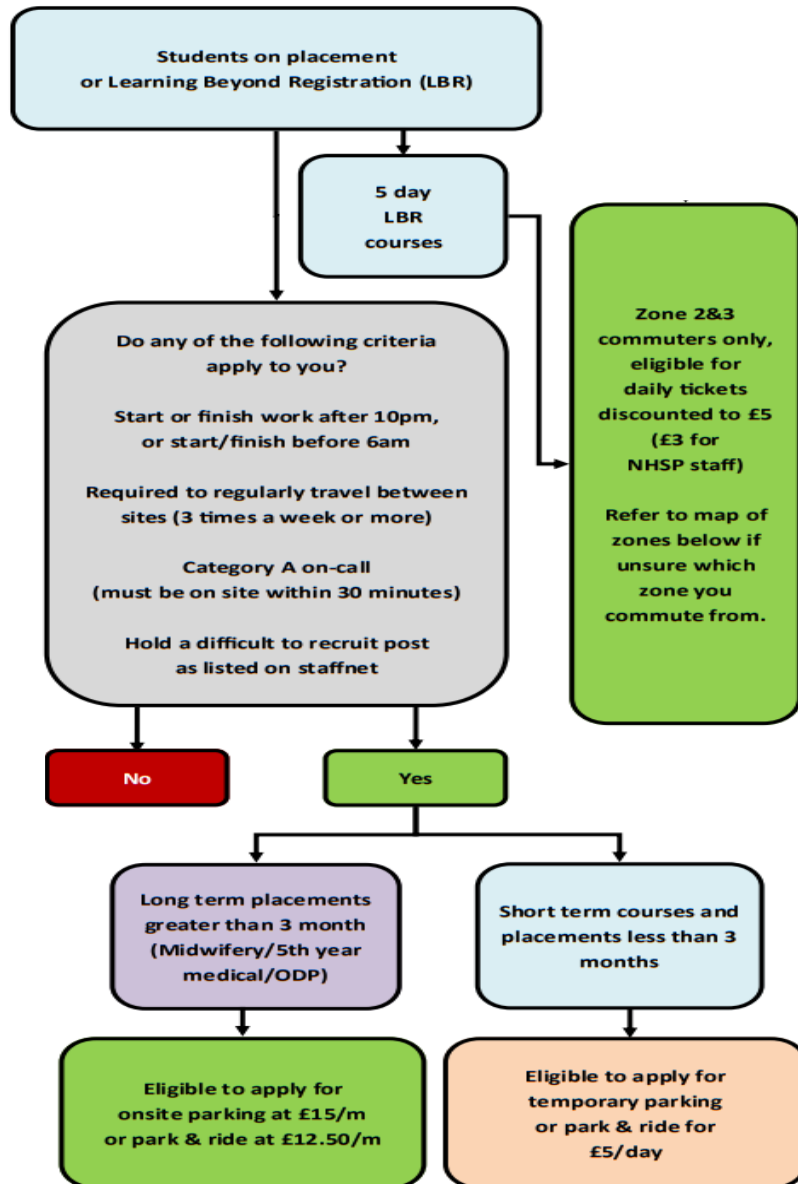 Students on placement
or Learning Beyond Registration (LBR)
5 day
LBR
courses
Zone 2&3
commuters only,
eligible for
daily tickets
discounted to £5
(£3 for
NHSP staff)
Refer to map of
zones below if
unsure which
zone you
commute from.
Do any of the following criteria
apply to you?
Start or finish work after 10pm,
or start/finish before 6am
Required to regularly travel between
sites (3 times a week or more)
Category A on-call
(must be on site within 30 minutes)
Hold a difficult to recruit post
as listed on staffnet
No
Yes
Long term placements
greater than 3 month
(Midwifery/5th year
medical/ODP)
Short term courses and
placements less than 3
months
Eligible to apply for
onsite parking at £15/m
or park & ride at £12.50/m
Eligible to apply for
temporary parking
or park & ride for
£5/day